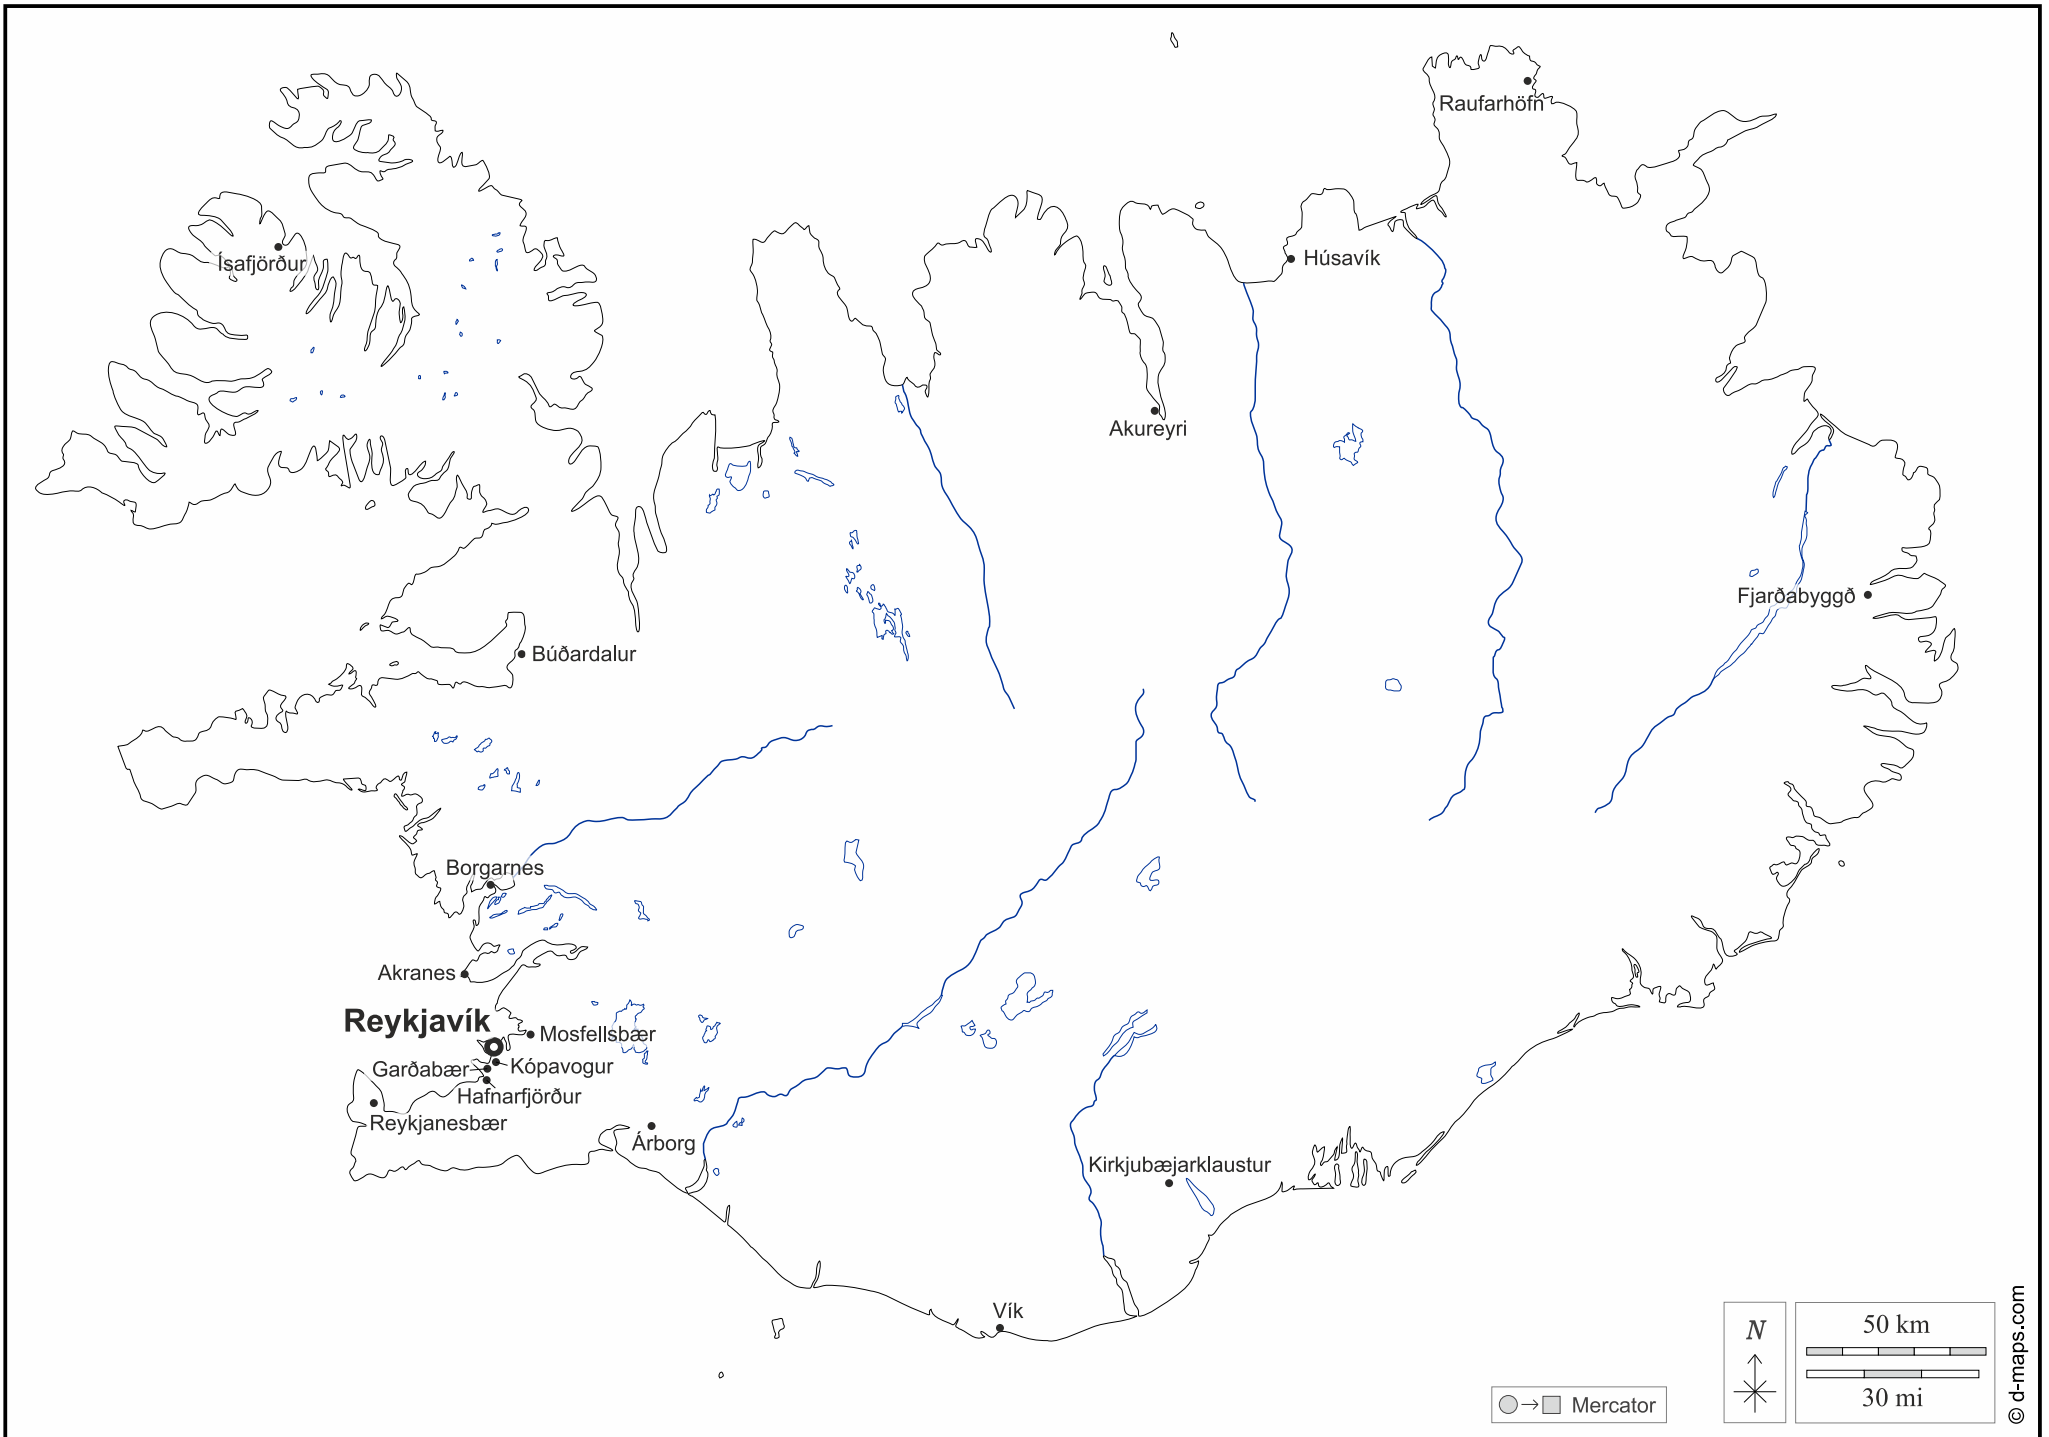 Raufarhöfn
Ísafjörður
Húsavík
Akureyri
Fjarðabyggð
Búðardalur
Borgarnes
Akranes
Reykjavík
Mosfellsbær
Garðabær
Kópavogur
Hafnarfjörður
Reykjanesbær
Árborg
Kirkjubæjarklaustur
Vík
N
50 km
30 mi
Mercator
© d-maps.com